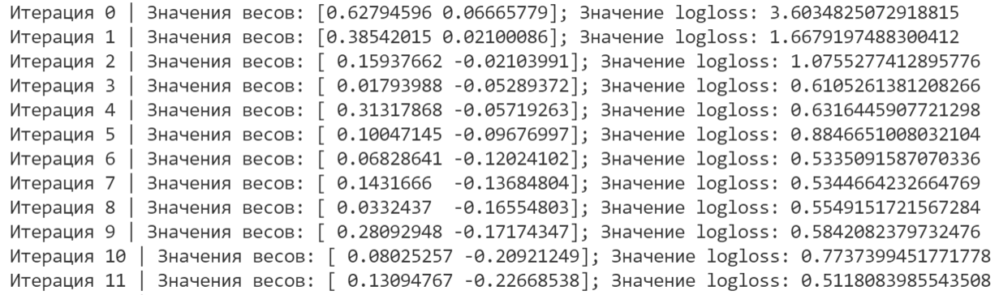 Итерация 0 | Значения весов: [0.62794596 0.06665779]; Значение logloss: 3.6034825072918815
Итерация 1 | Значения весов: [0.38542015 0.02100086]; Значение logloss: 1.6679197488300412
Итерация 2 | Значения весов: [ 0.15937662 -0.02103991]; Значение logloss: 1.0755277412895776
Итерация 3 | Значения весов: [ 0.01793988 -0.05289372]; Значение logloss: 0.6105261381208266
Итерация 4 | Значения весов: [ 0.31317868 -0.05719263]; Значение logloss: 0.6316445907721298
Итерация 5 | Значения весов: [ 0.10047145 -0.09676997]; Значение logloss: 0.8846651008032104
Итерация 6 | Значения весов: [ 0.06828641 -0.12024102]; Значение logloss: 0.5335091587070336
Итерация 7 | Значения весов: [ 0.1431666  -0.13684804]; Значение logloss: 0.5344664232664769
Итерация 8 | Значения весов: [ 0.0332437  -0.16554803]; Значение logloss: 0.5549151721567284
Итерация 9 | Значения весов: [ 0.28092948 -0.17174347]; Значение logloss: 0.5842082379732476
Итерация 10 | Значения весов: [ 0.08025257 -0.20921249]; Значение logloss: 0.7737399451771778
Итерация 11 | Значения весов: [ 0.13094767 -0.22668538]; Значение logloss: 0.5118083985543508